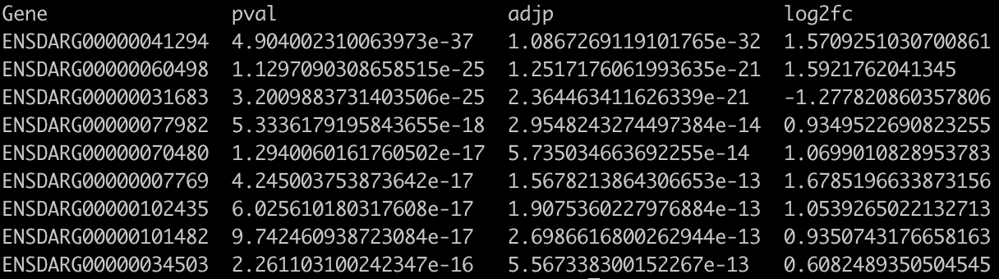 Gene pval adjp log2fc
ENSDARG00000041294 4.904002310063973e-37 1.0867269119101765e-32 1.5709251030700861
ENSDARG00000060498 1.1297090308658515e-25 1.2517176061993635e-21 1.5921762041345
ENSDARG00000031683 3.2009883731403506e-25 2.364463411626339e-21 -1.277820860357806
ENSDARG00000077982 5.3336179195843655e-18 2.9548243274497384e-14 0.9349522690823255
ENSDARG00000070480 1.2940060161760502e-17 5.735034663692255e-14 1.0699010828953783
ENSDARG00000007769 4.245003753873642e-17 1.5678213864306653e-13 1.6785196633873156
ENSDARG00000102435 6.025610180317608e-17 1.9075360227976884e-13 1.0539265022132713
ENSDARG00000101482 9.742460938723084e-17 2.6986616800262944e-13 0.9350743176658163
ENSDARG00000034503 2.261103100242347e-16 5.567338300152267e-13 0.6082489350504545